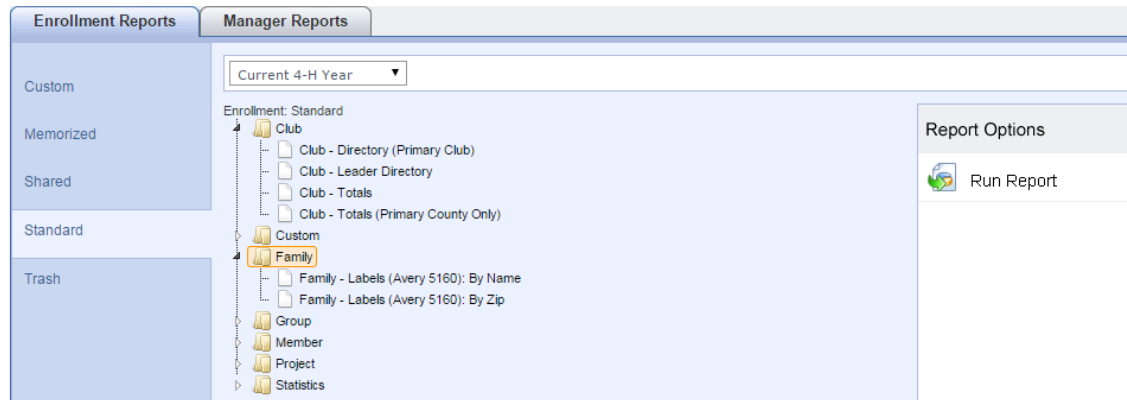 Enrollment Reports
Manager Reports
Custom
Memorized
Shared
Standard
Trash
Current 4-H Year
Enrollment: Standard
Club
Club - Directory (Primary Club)
Club - Leader Directory
Club - Totals
Club - Totals (Primary County Only)
Custom
Family
Family - Labels (Avery 5160): By Name
Family - Labels (Avery 5160): By Zip
Group
Member
Project
Statistics
Report Options
Run Report